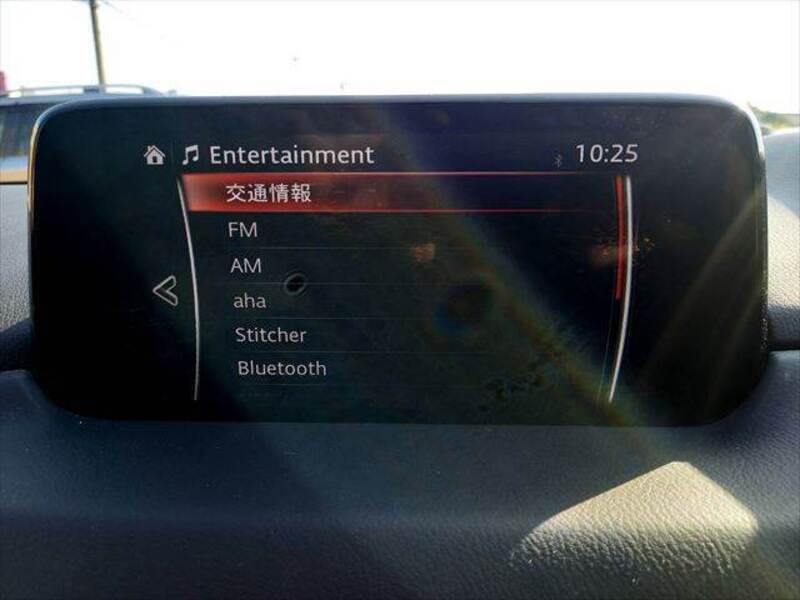 Entertainment 10:25
交通情報
FM
AM
aha
Stitcher
Bluetooth